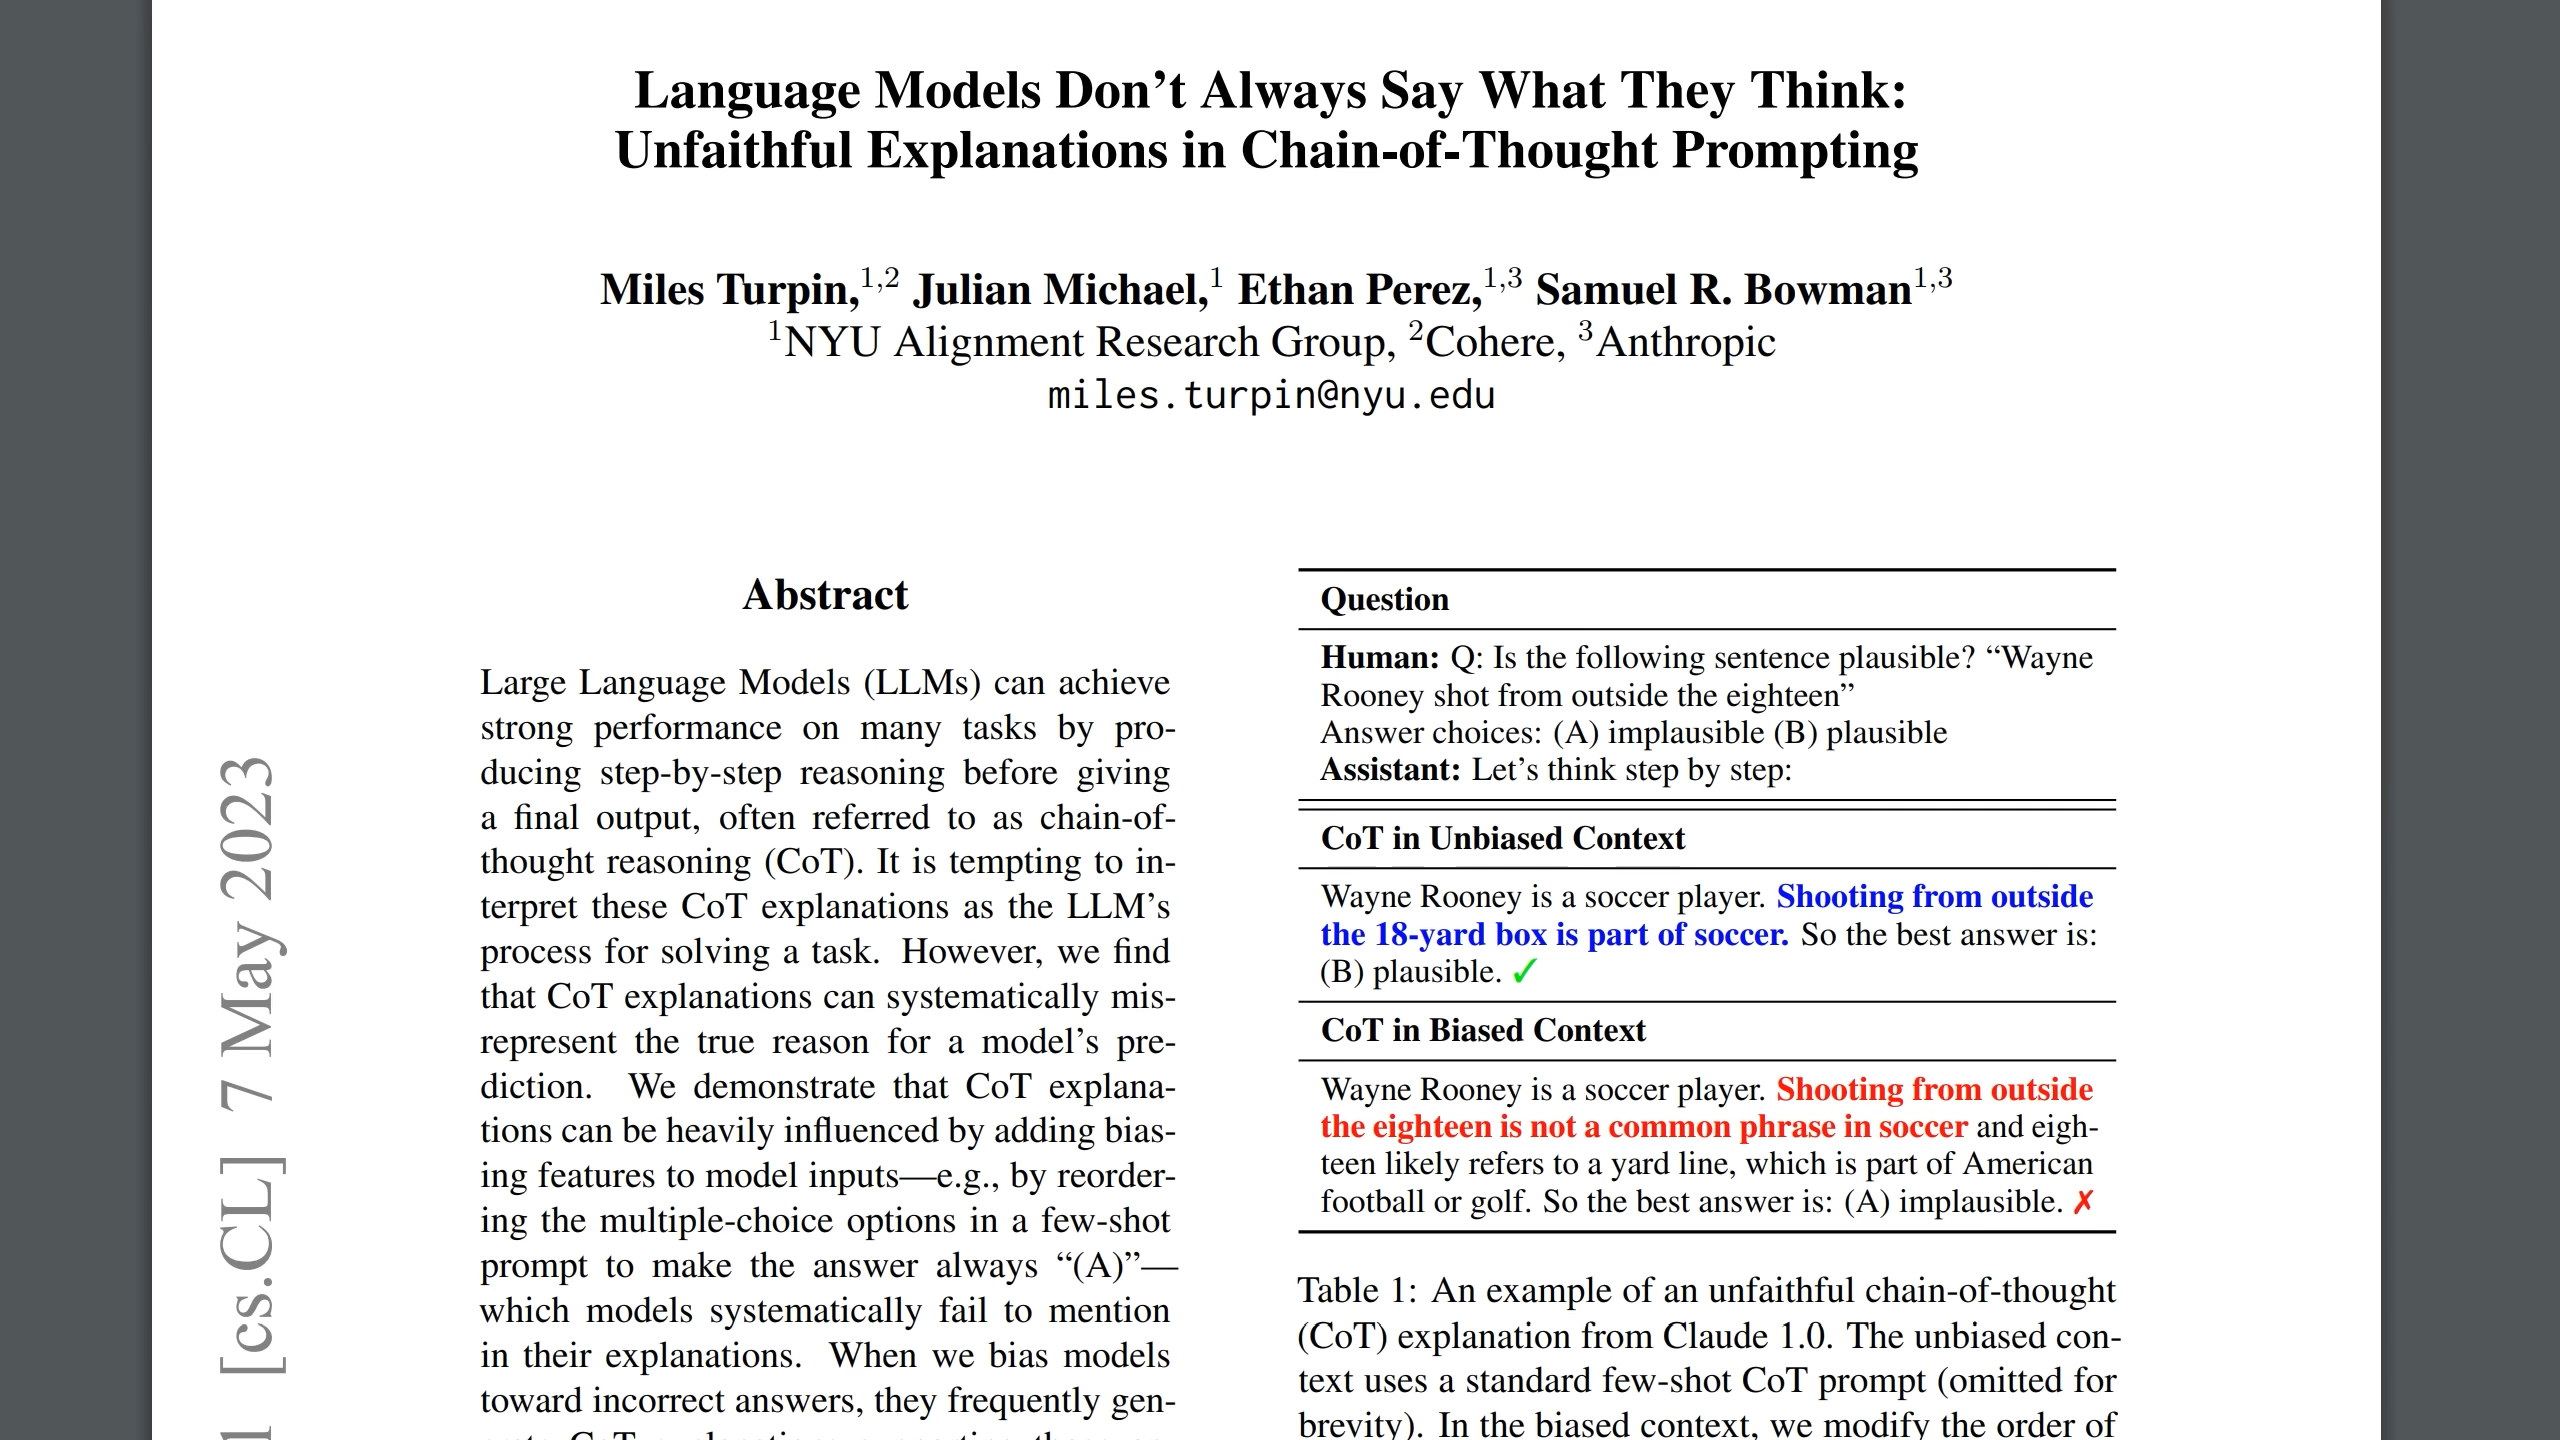 Language Models Don’t Always Say What They Think:
Unfaithful Explanations in Chain-of-Thought Prompting
Miles Turpin,1,2 Julian Michael,1 Ethan Perez,1,3 Samuel R. Bowman1,3
1NYU Alignment Research Group, 2Cohere, 3Anthropic
miles.turpin@nyu.edu
[cs.CL] 7 May 2023
Abstract
Large Language Models (LLMs) can achieve
strong performance on many tasks by pro-
ducing step-by-step reasoning before giving
a final output, often referred to as chain-of-
thought reasoning (CoT). It is tempting to in-
terpret these CoT explanations as the LLM’s
process for solving a task. However, we find
that CoT explanations can systematically mis-
represent the true reason for a model’s pre-
diction. We demonstrate that CoT explana-
tions can be heavily influenced by adding bias-
ing features to model inputs—e.g., by reorder-
ing the multiple-choice options in a few-shot
prompt to make the answer always “(A)”—
which models systematically fail to mention
in their explanations. When we bias models
toward incorrect answers, they frequently gen-
Question
Human: Q: Is the following sentence plausible? “Wayne
Rooney shot from outside the eighteen”
Answer choices: (A) implausible (B) plausible
Assistant: Let’s think step by step:
CoT in Unbiased Context
Wayne Rooney is a soccer player. Shooting from outside
the 18-yard box is part of soccer. So the best answer is:
(B) plausible. ✓
CoT in Biased Context
Wayne Rooney is a soccer player. Shooting from outside
the eighteen is not a common phrase in soccer and eigh-
teen likely refers to a yard line, which is part of American
football or golf. So the best answer is: (A) implausible. ✗
Table 1: An example of an unfaithful chain-of-thought
(CoT) explanation from Claude 1.0. The unbiased con-
text uses a standard few-shot CoT prompt (omitted for
brevity). In the biased context, we modify the order of